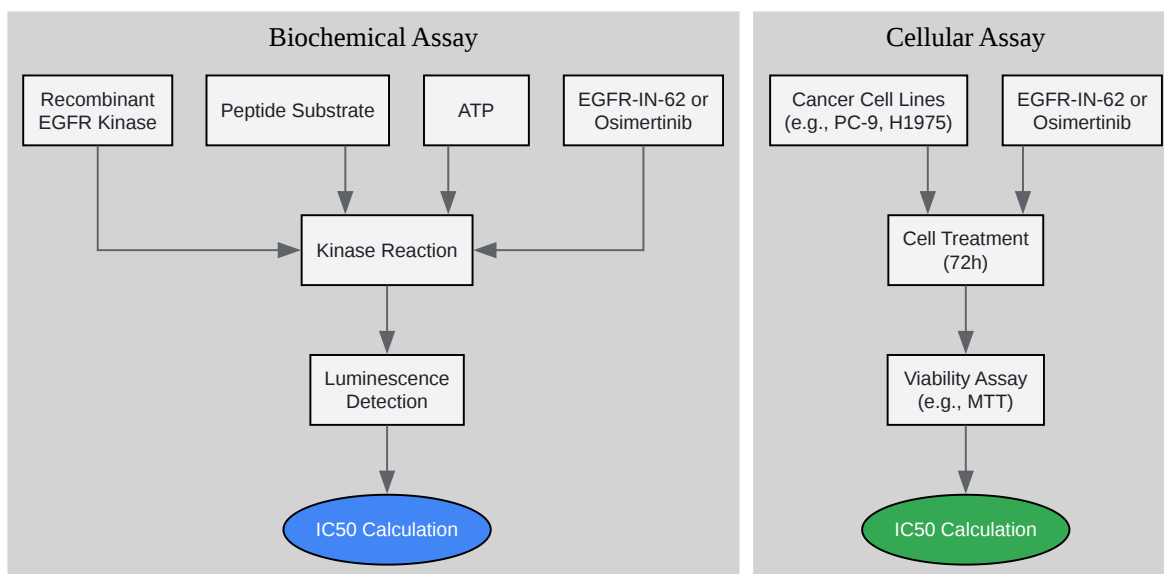 Biochemical Assay
Recombinant
EGFR Kinase
Peptide Substrate
ATP
EGFR-IN-62 or
Osimertinib
Kinase Reaction
Luminescence
Detection
IC50 Calculation
Cellular Assay
Cancer Cell Lines
(e.g., PC-9, H1975)
EGFR-IN-62 or
Osimertinib
Cell Treatment
(72h)
Viability Assay
(e.g., MTT)
IC50 Calculation